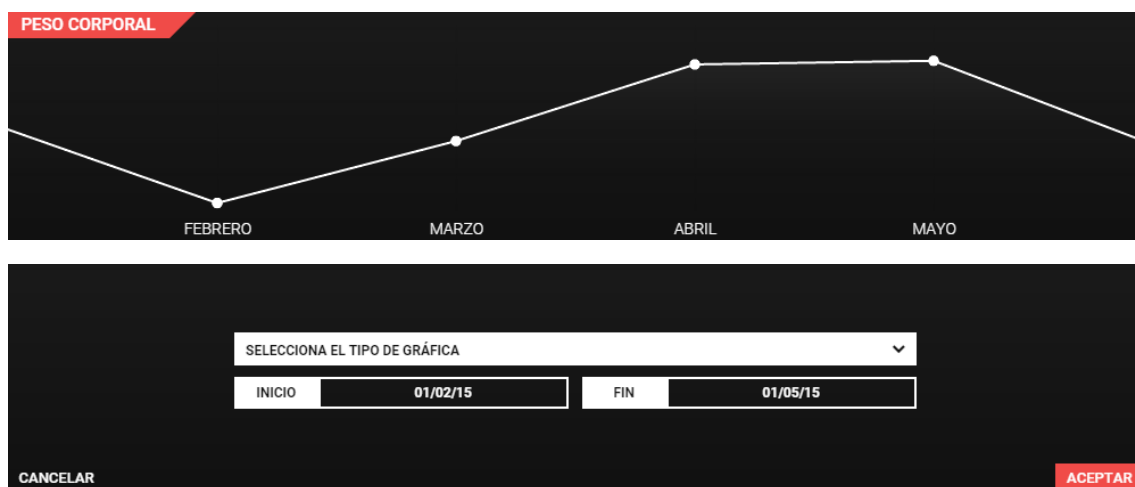 PESO CORPORAL
FEBRERO MARZO ABRIL MAYO
SELECCIONA EL TIPO DE GRÁFICA
INICIO 01/02/15 FIN 01/05/15
CANCELAR ACEPTAR